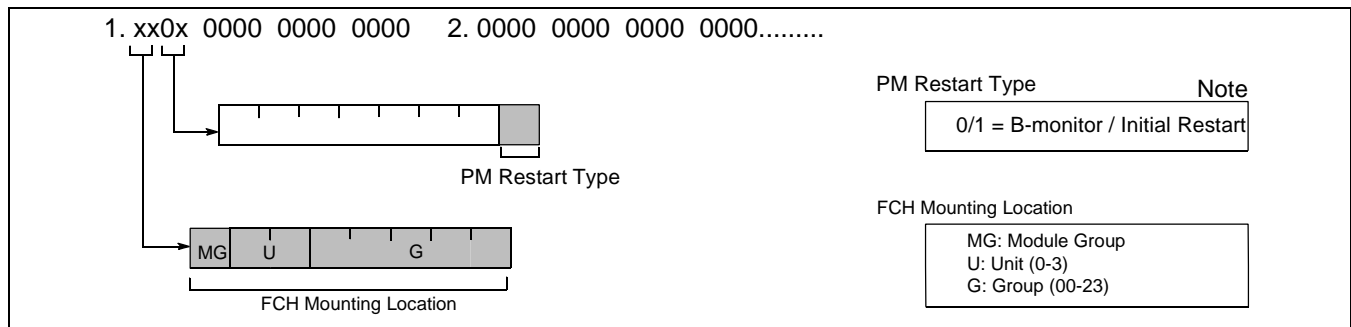 1. xx0x 0000 0000 0000 2. 0000 0000 0000 0000.........
PM Restart Type
Note
0/1 = B-monitor / Initial Restart
PM Restart Type
FCH Mounting Location
MG: Module Group
U: Unit (0-3)
G: Group (00-23)
MG U G
FCH Mounting Location